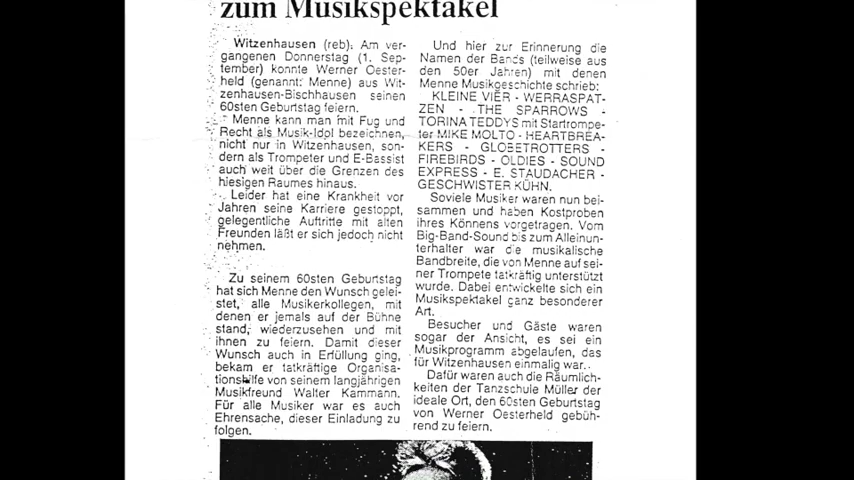 zum Musikspektakel
Witzenhausen (reb). Am ver-
gangenen Donnerstag (1. Sep-
tember) konnte Werner Oester-
held (genannt: Menne) aus Wit-
zenhausen-Bischhausen seinen
60sten Geburtstag feiern.
Menne kann man mit Fug und
Recht als Musik-Idol bezeichnen,
nicht nur in Witzenhausen, son-
dern als Trompeter und E-Bassist
auch weit über die Grenzen des
hiesigen Raumes hinaus.
Leider hat eine Krankheit vor
Jahren seine Karriere gestoppt,
gelegentliche Auftritte mit alten
Freunden läßt er sich jedoch nicht
nehmen.
Zu seinem 60sten Geburtstag
hat sich Menne den Wunsch gelei-
stet, alle Musikerkollegen, mit
denen er jemals auf der Bühne
stand, wiederzusehen und mit
ihnen zu feiern. Damit dieser
Wunsch auch in Erfüllung ging,
bekam er tatkräftige Organisa-
tionshilfe von seinem langjährigen
Musikfreund Walter Kammann.
Für alle Musiker war es auch
Ehrensache, dieser Einladung zu
folgen.
Und hier zur Erinnerung die
Namen der Bands (teilweise aus
den 50er Jahren) mit denen
Menne Musikgeschichte schrieb:
KLEINE VIER - WERRASPAT-
ZEN - THE SPARROWS -
TORINA TEDDYS mit Startrompe-
ter MIKE MOLTO - HEARTBREA-
KERS - GLOBETROTTERS -
FIREBIRDS - OLDIES - SOUND
EXPRESS - E. STAUDACHER -
GESCHWISTER KÜHN.
Soviele Musiker waren nun bei-
sammen und haben Kostproben
ihres Könnens vorgetragen. Vom
Big-Band-Sound bis zum Alleinun-
terhalter war die musikalische
Bandbreite, die von Menne auf sei-
ner Trompete tatkräftig unterstützt
wurde. Dabei entwickelte sich ein
Musikspektakel ganz besonderer
Art.
Besucher und Gäste waren
sogar der Ansicht, es sei ein
Musikprogramm abgelaufen, das
für Witzenhausen einmalig war.
Dafür waren auch die Räumlich-
keiten der Tanzschule Müller der
ideale Ort, den 60sten Geburtstag
von Werner Oesterheld gebüh-
rend zu feiern.